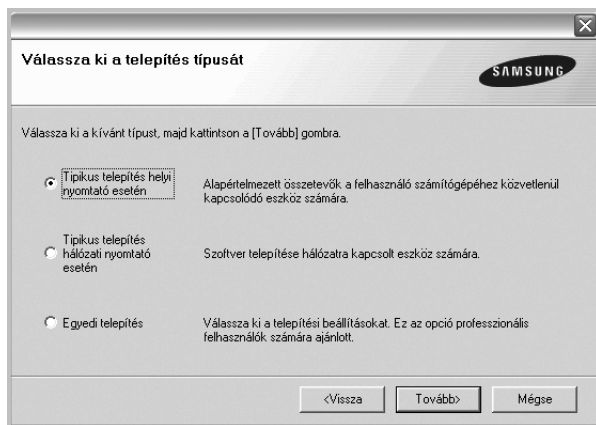 Válassza ki a telepítés típusát
SAMSUNG
Válassza ki a kívánt típust, majd kattintson a [Tovább] gombra.
Tipikus telepítés helyi
nyomtató esetén
Alapértelmezett összetevők a felhasználó számítógépéhez közvetlenül
kapcsolódó eszköz számára.
Tipikus telepítés
hálózati nyomtató
esetén
Szoftver telepítése hálózatra kapcsolt eszköz számára.
Egyedi telepítés
Válassza ki a telepítési beállításokat. Ez az opció professzionális
felhasználók számára ajánlott.
<Vissza
Tovább>
Mégse